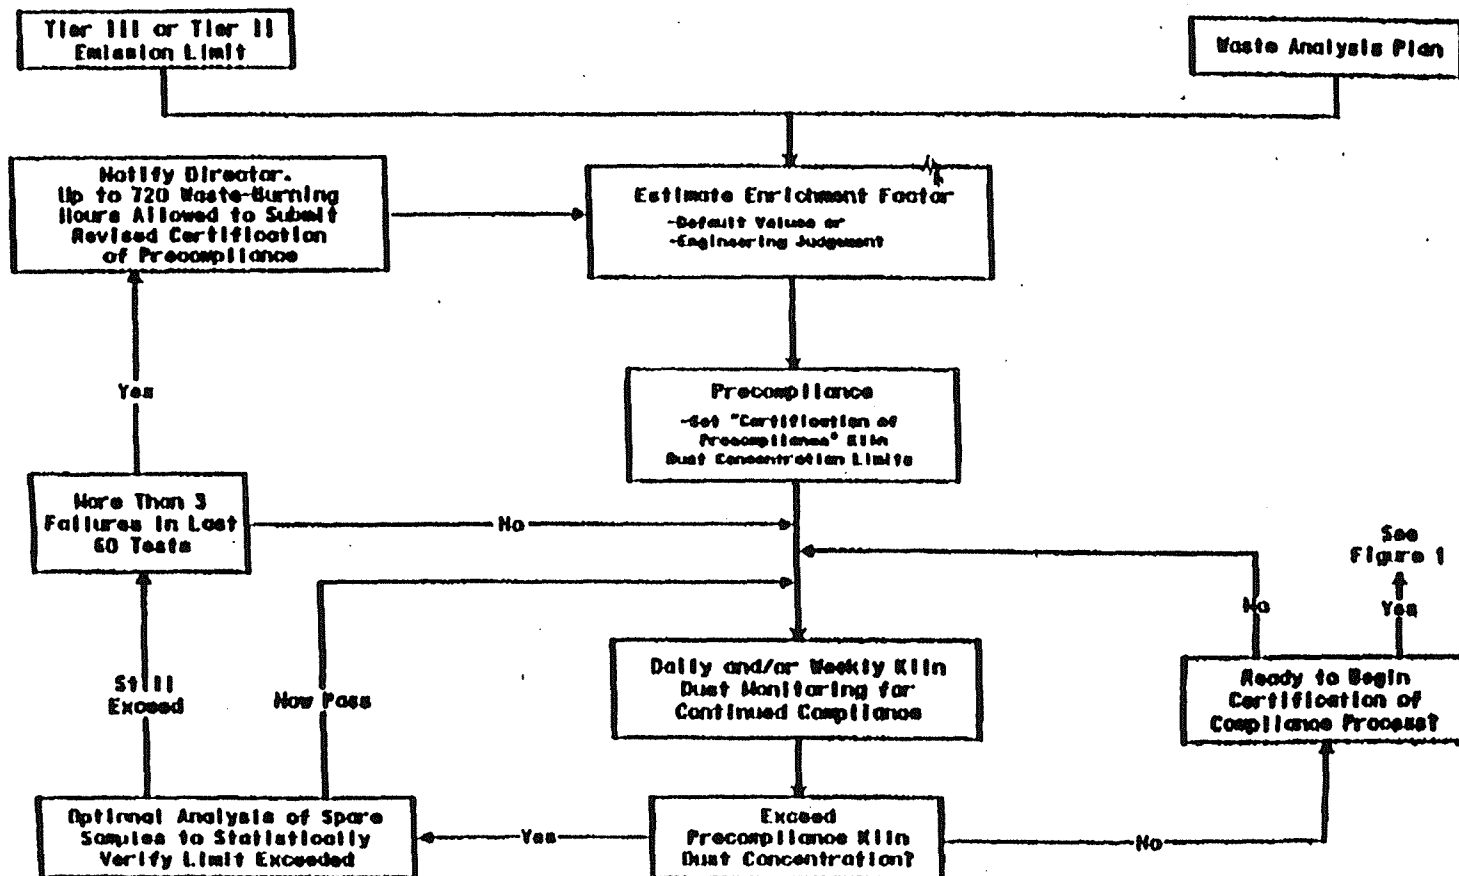 Tier III or Tier II
Emission Limit
Waste Analysis Plan
Notify Director.
Up to 720 Waste-Burning
Hours Allowed to Submit
Revised Certification
of Precompliance
Estimate Enrichment Factor
-Default Values or
-Engineering Judgement
Yes
Precompliance
-Set "Certification of
Precompliance" Kiln
Dust Concentration Limits
More Than 3
Failures in Last
60 Tests
No
See
Figure 1
No
Yes
Still
Exceed
Now Pass
Daily and/or Weekly Kiln
Dust Monitoring for
Continued Compliance
Ready to Begin
Certification of
Compliance Process?
Optional Analysis of Spare
Samples to Statistically
Verify Limit Exceeded
Yes
Exceed
Precompliance Kiln
Dust Concentration?
No